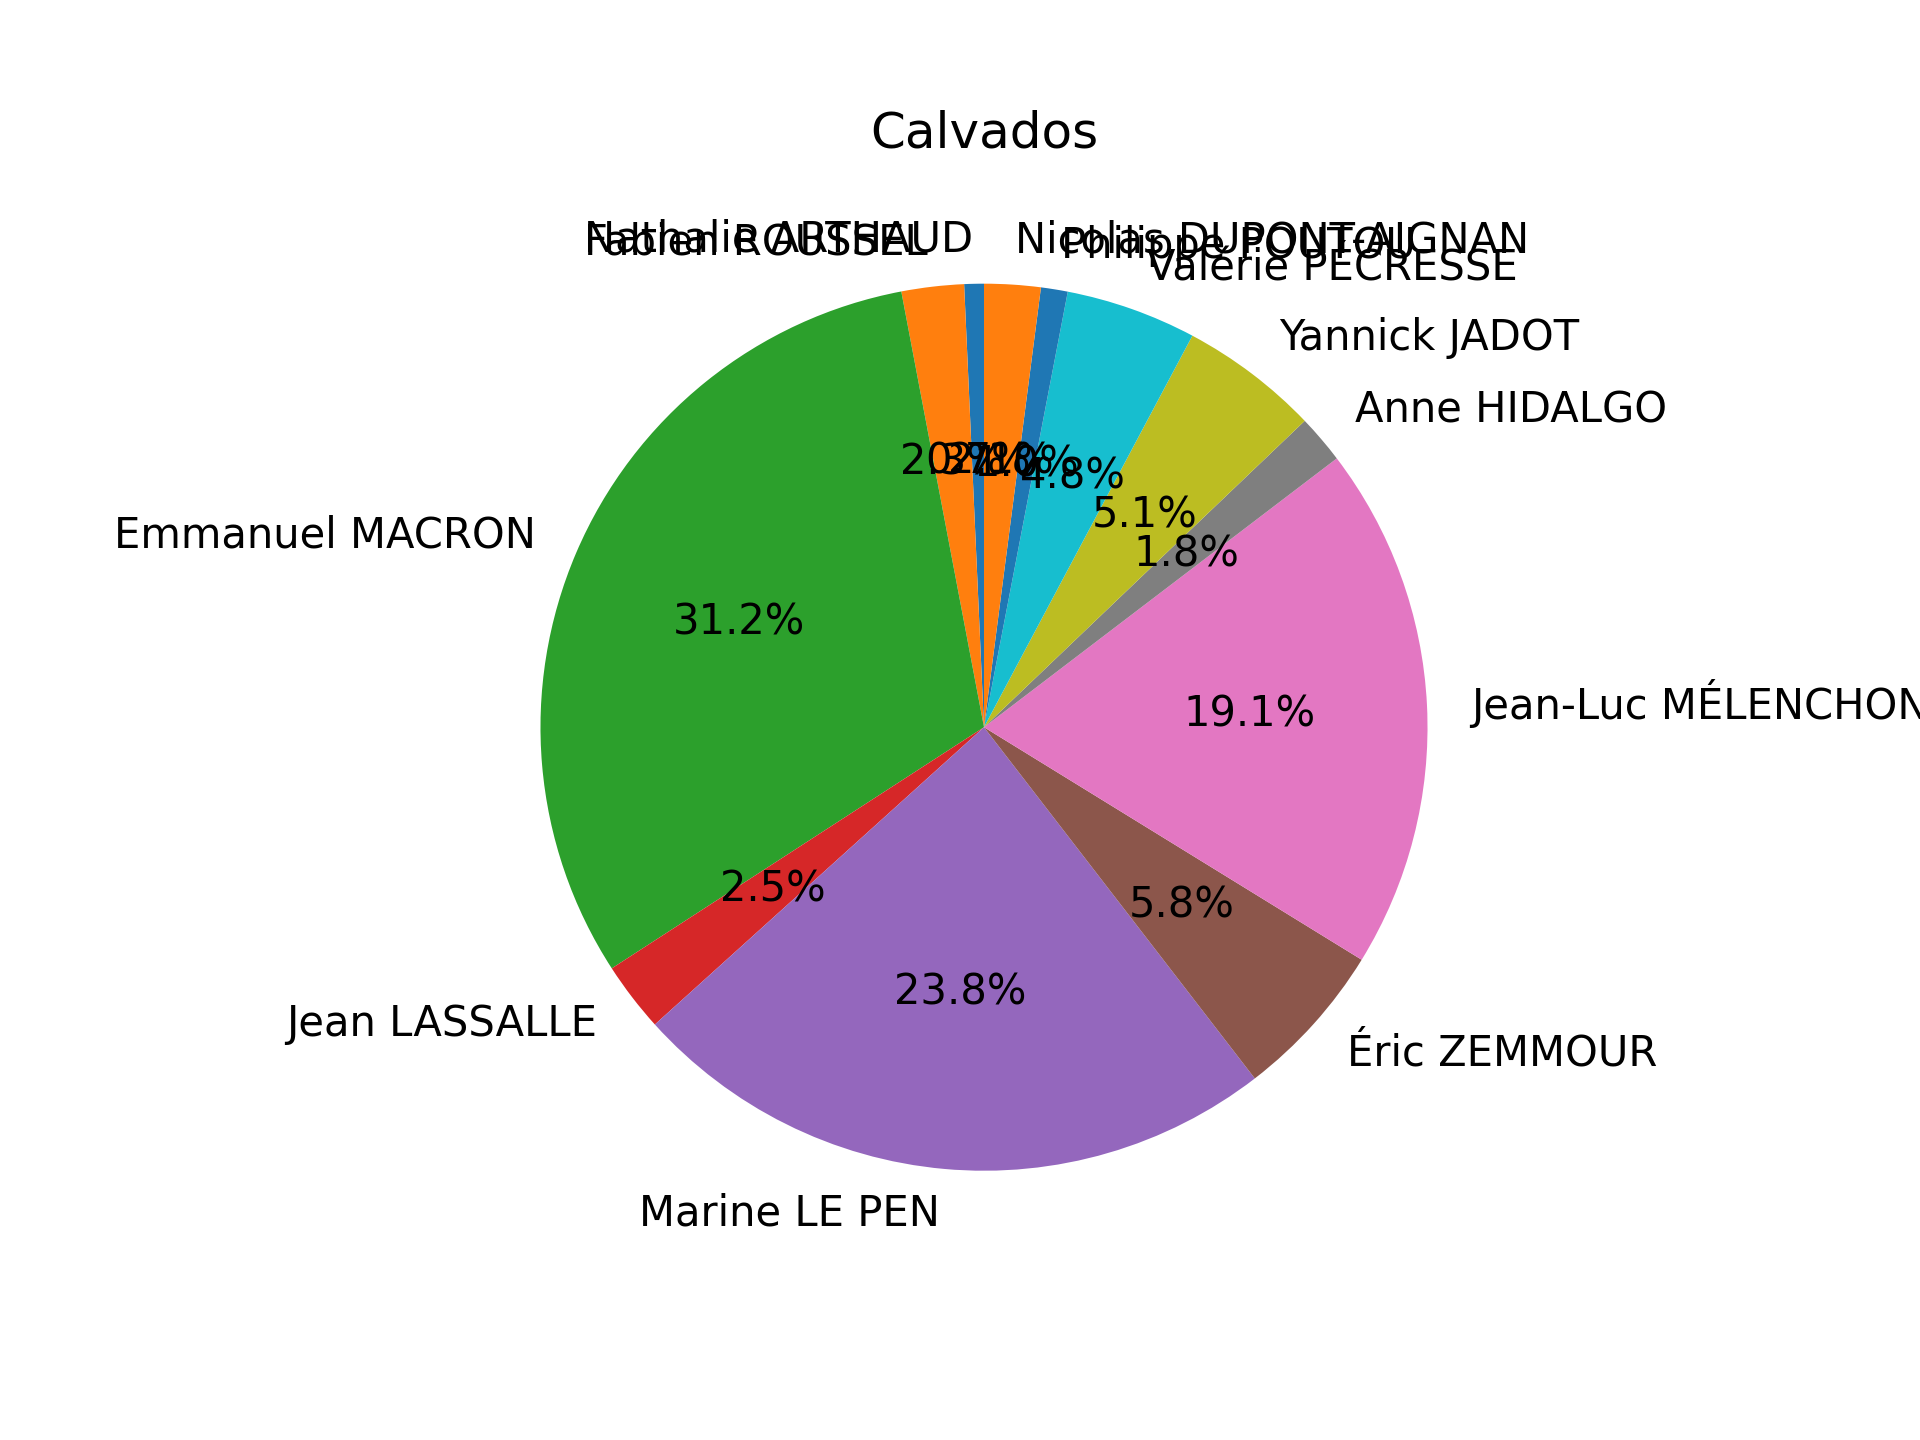 Calvados
Nathalie ARTHAUD
Fabien ROUSSEL
Nicolas DUPONT-AIGNAN
Philippe POUTOU
Valérie PÉCRESSE
Yannick JADOT
Anne HIDALGO
4.8%
5.1%
1.8%
Emmanuel MACRON
31.2%
Jean-Luc MÉLENCHON
19.1%
2.5%
5.8%
Jean LASSALLE
23.8%
Éric ZEMMOUR
Marine LE PEN